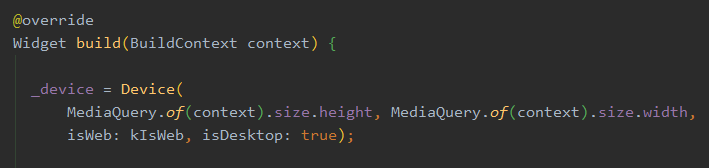 @override
Widget build(BuildContext context) {
_device = Device(
MediaQuery.of(context).size.height, MediaQuery.of(context).size.width,
isWeb: kIsWeb, isDesktop: true);